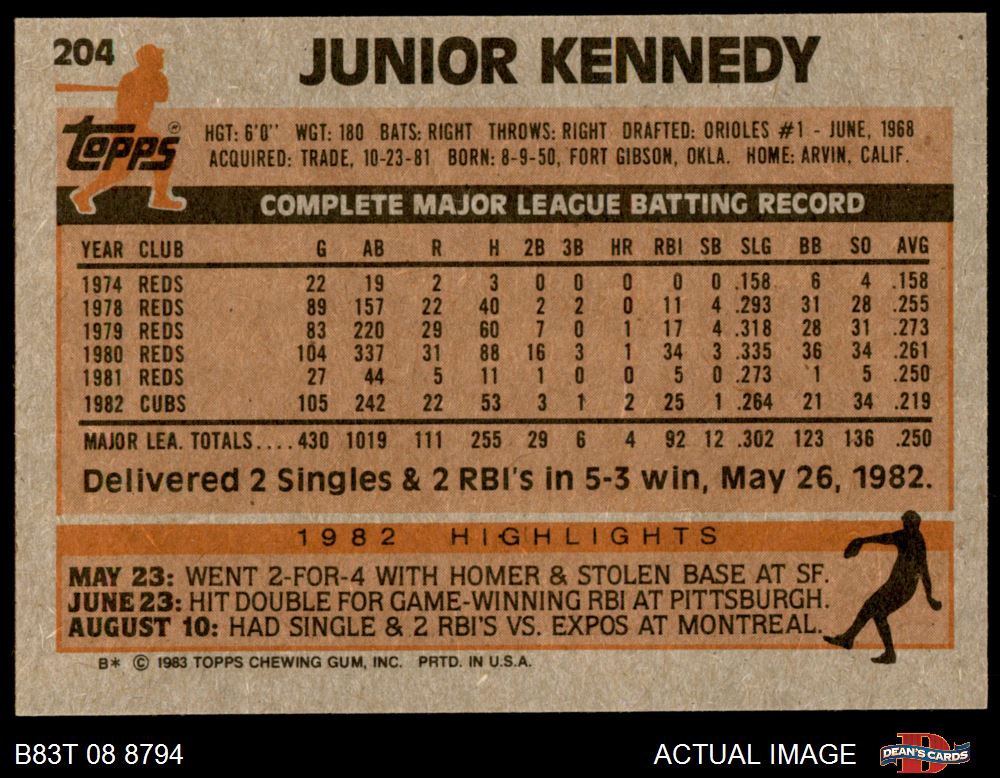 204
JUNIOR KENNEDY
Topps®
HGT: 6'0" WGT: 180 BATS: RIGHT THROWS: RIGHT DRAFTED: ORIOLES #1 - JUNE, 1968
ACQUIRED: TRADE, 10-23-81 BORN: 8-9-50, FORT GIBSON, OKLA. HOME: ARVIN, CALIF.
COMPLETE MAJOR LEAGUE BATTING RECORD
YEAR CLUB G AB R H 2B 3B HR RBI SB SLG BB SO AVG
1974 REDS 22 19 2 3 0 0 0 0 0 .158 6 4 .158
1978 REDS 89 157 22 40 2 2 0 11 4 .293 31 28 .255
1979 REDS 83 220 29 60 7 0 1 17 4 .318 28 31 .273
1980 REDS 104 337 31 88 16 3 1 34 3 .335 36 34 .261
1981 REDS 27 44 5 11 1 0 0 5 0 .273 1 5 .250
1982 CUBS 105 242 22 53 3 1 2 25 1 .264 21 34 .219
MAJOR LEA. TOTALS.... 430 1019 111 255 29 6 4 92 12 .302 123 136 .250
Delivered 2 Singles & 2 RBI's in 5-3 win, May 26, 1982.
1982 HIGHLIGHTS
MAY 23: WENT 2-FOR-4 WITH HOMER & STOLEN BASE AT SF.
JUNE 23: HIT DOUBLE FOR GAME-WINNING RBI AT PITTSBURGH.
AUGUST 10: HAD SINGLE & 2 RBI'S VS. EXPOS AT MONTREAL.
B* © 1983 TOPPS CHEWING GUM, INC. PRTD. IN U.S.A.
B83T 08 8794
ACTUAL IMAGE
DEAN'S CARDS